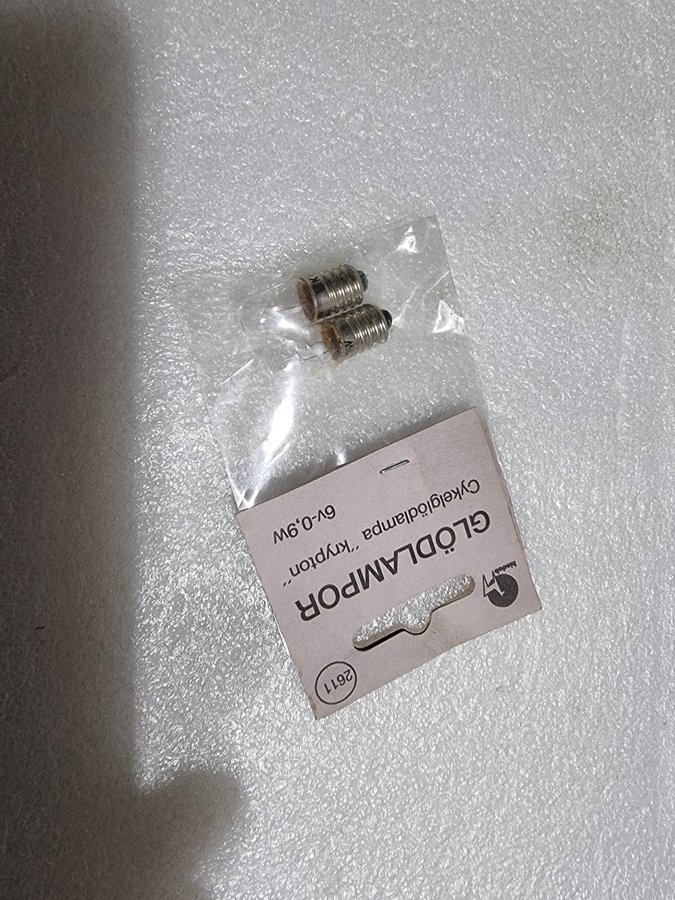 GLÖDLAMPOR
Cykelglödlampa "krypton"
6v-0,9w
2611
W
W